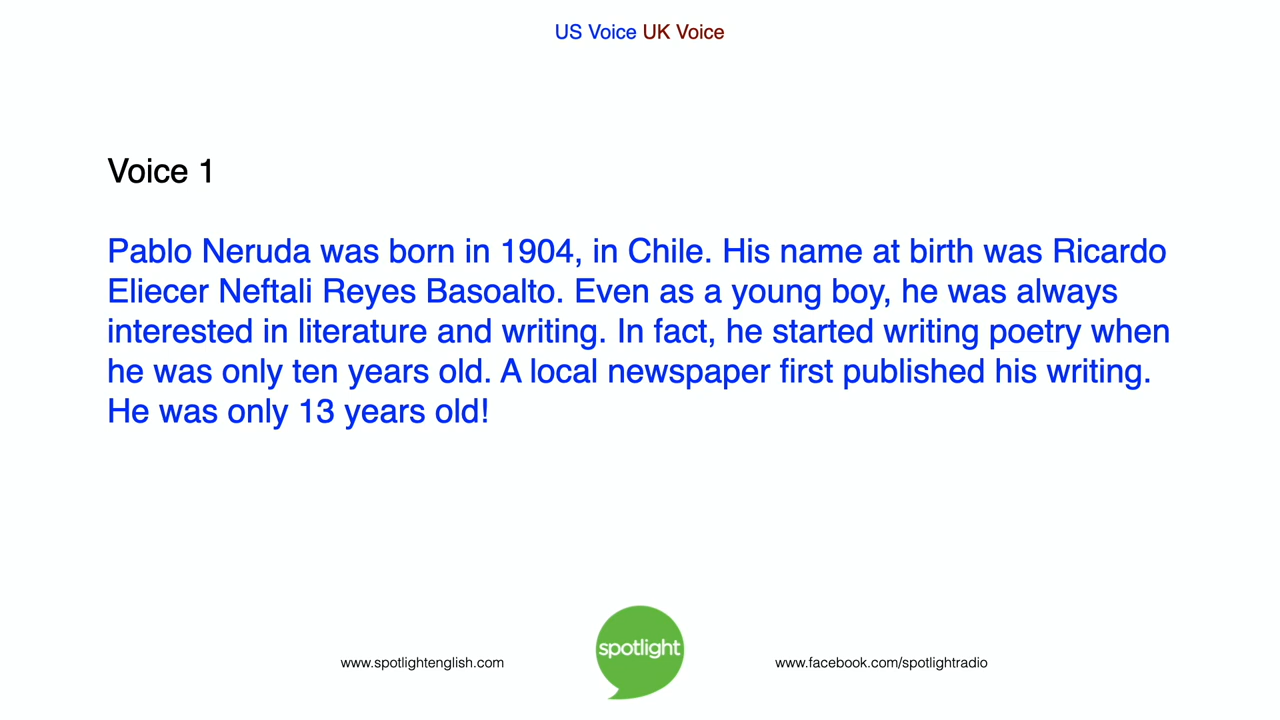 US Voice UK Voice
Voice 1
Pablo Neruda was born in 1904, in Chile. His name at birth was Ricardo
Eliecer Neftali Reyes Basoalto. Even as a young boy, he was always
interested in literature and writing. In fact, he started writing poetry when
he was only ten years old. A local newspaper first published his writing.
He was only 13 years old!
www.spotlightenglish.com
spotlight
www.facebook.com/spotlightradio